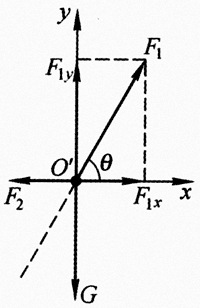 y
F₁y F₁
O′ θ
F₂ F₁x x
G